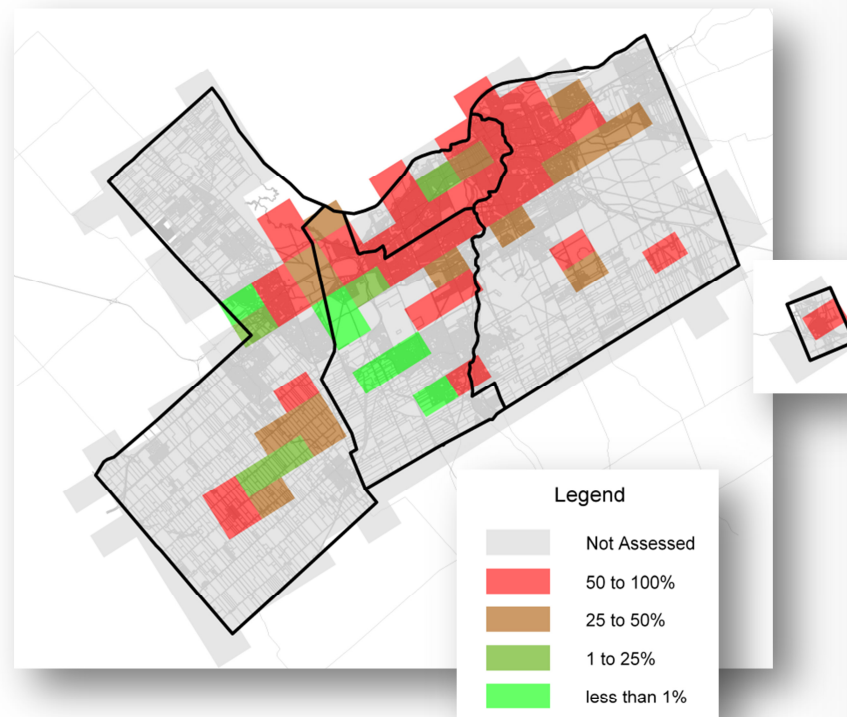 Legend
Not Assessed
50 to 100%
25 to 50%
1 to 25%
less than 1%